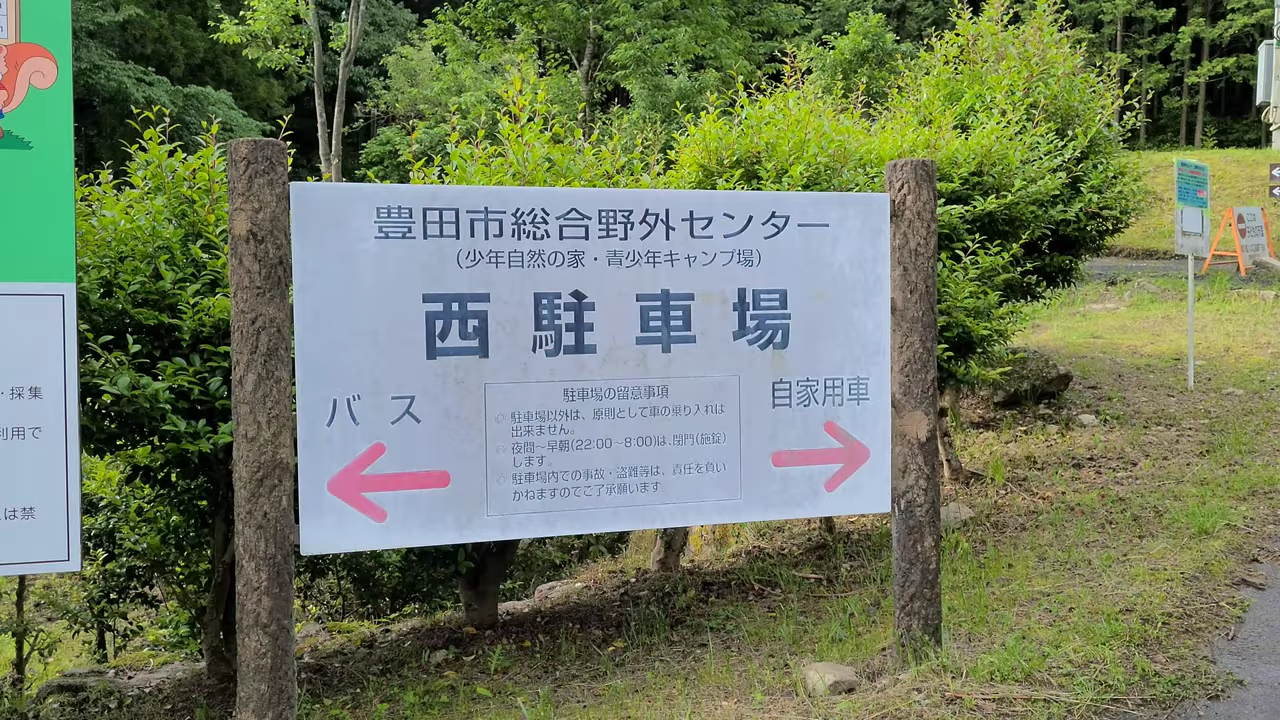 豊田市総合野外センター
(少年自然の家・青少年キャンプ場)
西駐車場
バス
自家用車
駐車場の留意事項
○ 駐車場以外は、原則として車の乗り入れは
出来ません。
○ 夜間～早朝(22:00～8:00)は、閉門(施錠)
します。
○ 駐車場内での事故・盗難等は、責任を負い
かねますのでご了承願います。
・採集
利用で
は禁